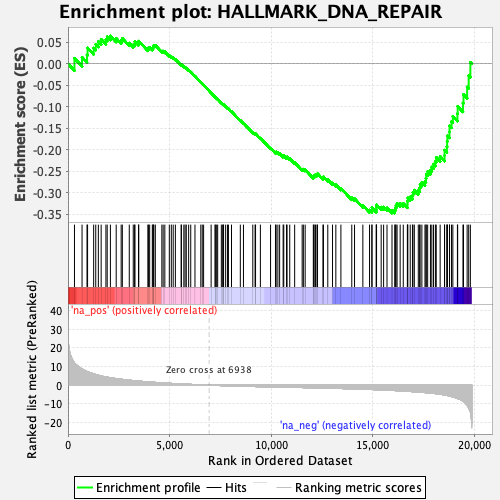 Enrichment plot: HALLMARK_DNA_REPAIR
Enrichment score (ES)
0.05
0.00
-0.05
-0.10
-0.15
-0.20
-0.25
-0.30
-0.35
'na_pos' (positively correlated)
Ranked list metric (PreRanked)
40
30
20
10
0
-10
-20
Zero cross at 6938
'na_neg' (negatively correlated)
0
5,000
10,000
15,000
20,000
Rank in Ordered Dataset
Enrichment profile
Hits
Ranking metric scores